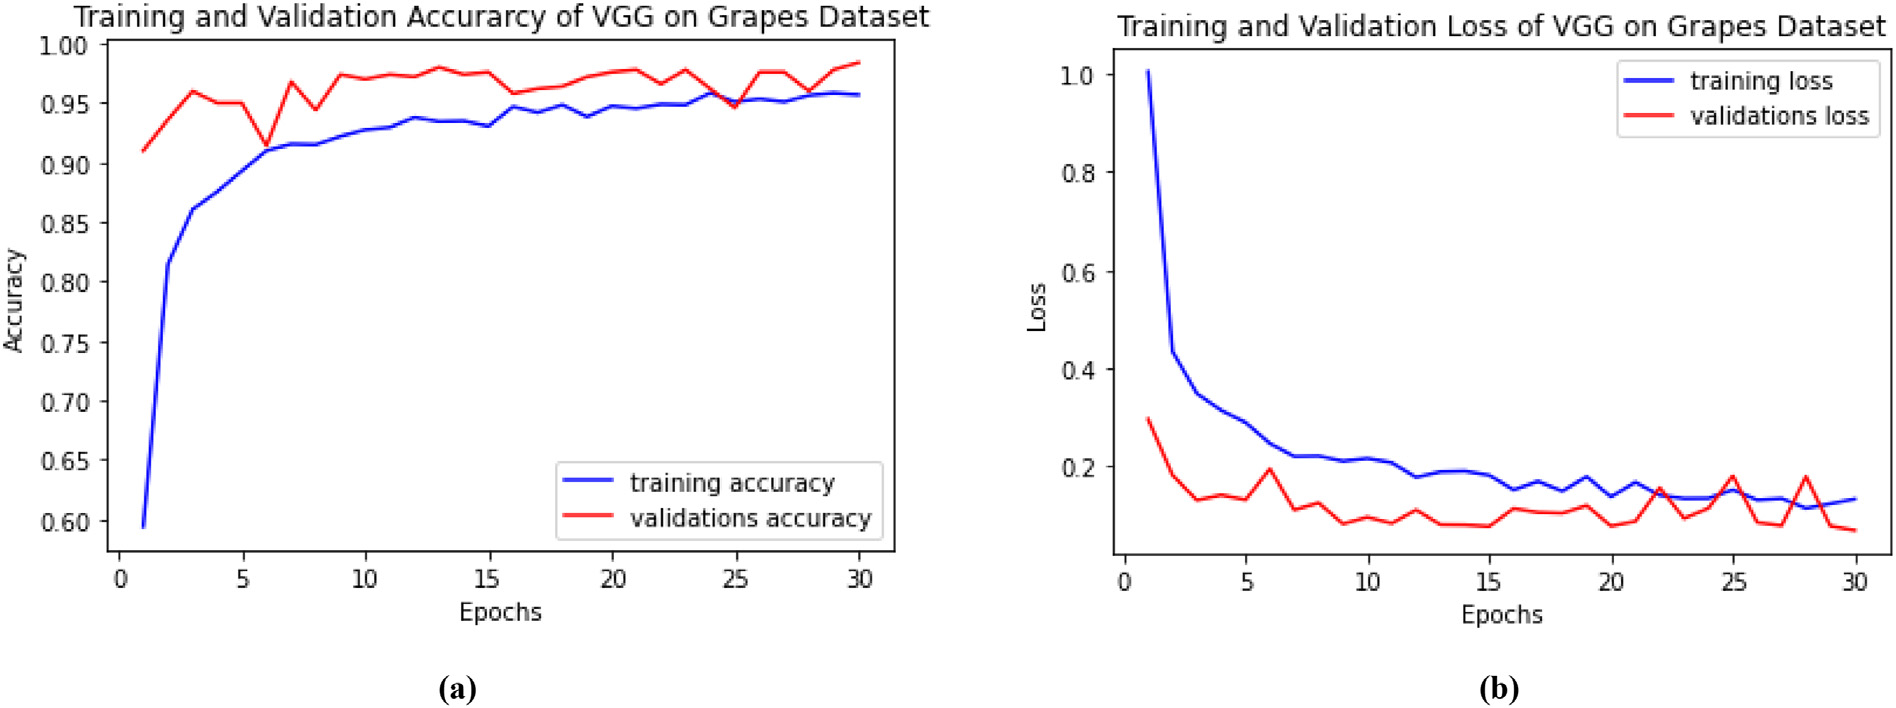 Training and Validation Accurarcy of VGG on Grapes Dataset
1.00
0.95
0.90
0.85
0.80
0.75
0.70
0.65
0.60
Accuracy
training accuracy
validations accuracy
0 5 10 15 20 25 30
Epochs
(a)
Training and Validation Loss of VGG on Grapes Dataset
1.0
0.8
0.6
0.4
0.2
Loss
training loss
validations loss
0 5 10 15 20 25 30
Epochs
(b)